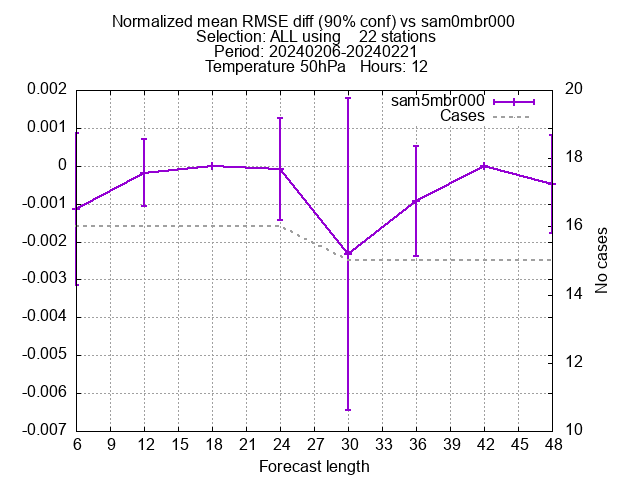 Normalized mean RMSE diff (90% conf) vs sam0mbr000
Selection: ALL using    22 stations
Period: 20240206-20240221
Temperature 50hPa   Hours: 12
sam5mbr000
Cases
0.002
0.001
0
-0.001
-0.002
-0.003
-0.004
-0.005
-0.006
-0.007
20
18
16
14
12
10
No cases
6 9 12 15 18 21 24 27 30 33 36 39 42 45 48
Forecast length